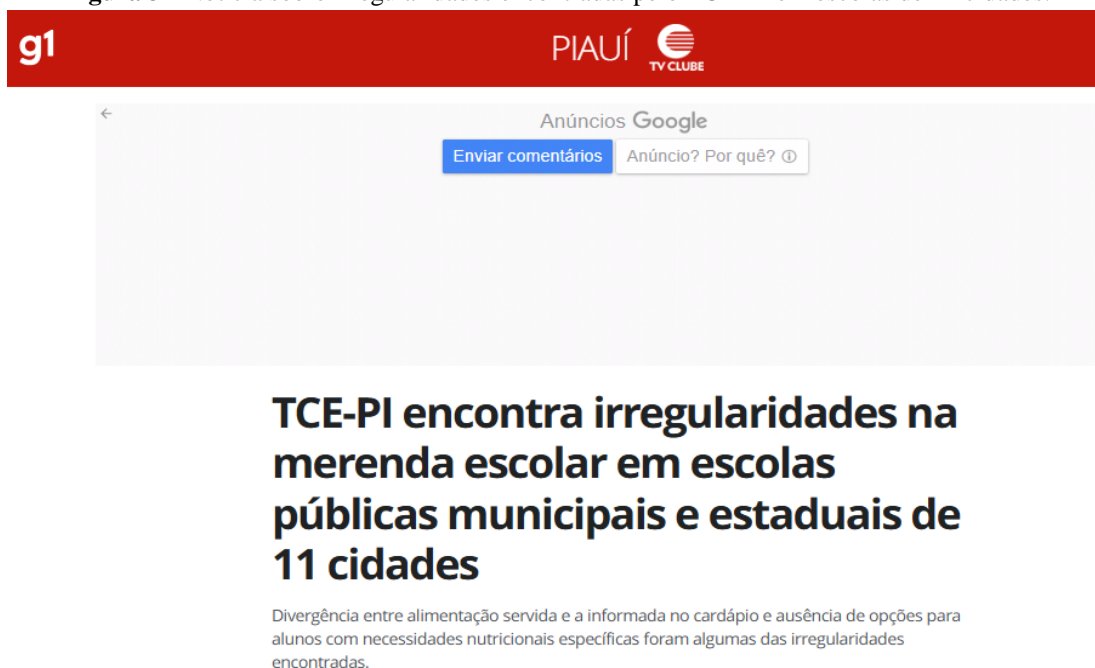 g1
PIAUÍ
TV CLUBE
Anúncios Google
Enviar comentários
Anúncio? Por quê?
TCE-PI encontra irregularidades na
merenda escolar em escolas
públicas municipais e estaduais de
11 cidades
Divergência entre alimentação servida e a informada no cardápio e ausência de opções para
alunos com necessidades nutricionais específicas foram algumas das irregularidades
encontradas.